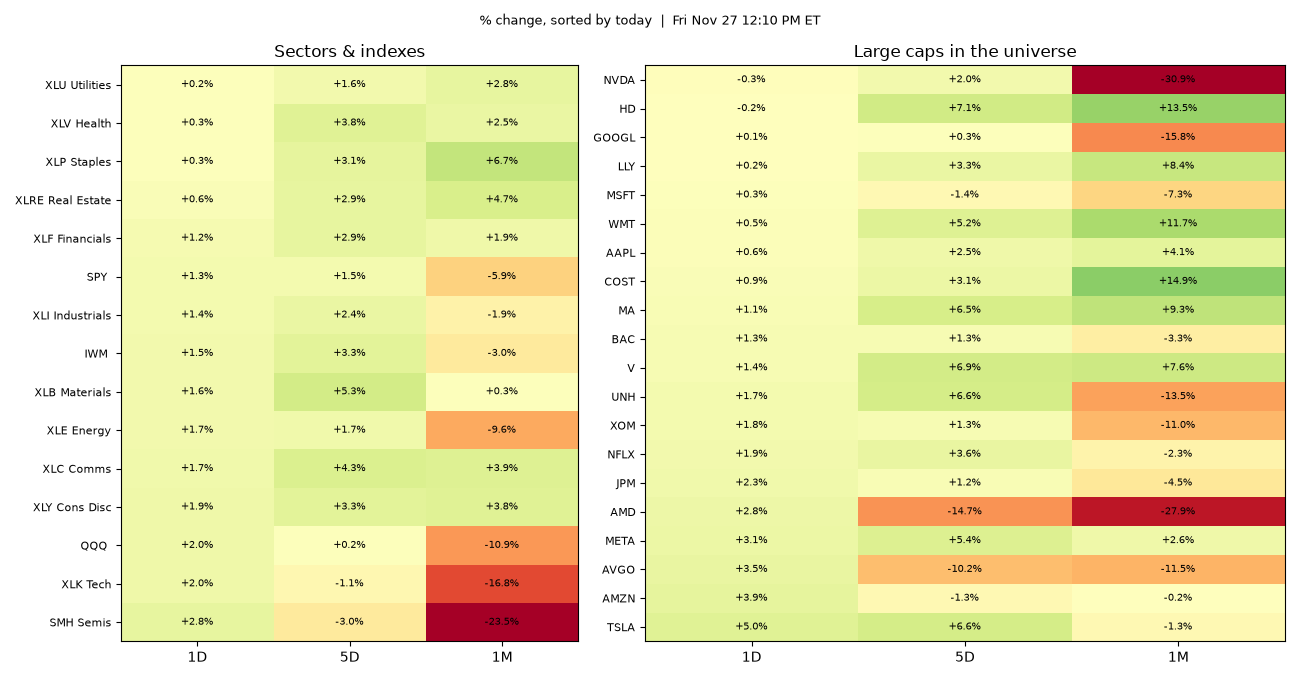 % change, sorted by today | Fri Nov 27 12:10 PM ET
Sectors & indexes
XLU Utilities +0.2% +1.6% +2.8%
XLV Health +0.3% +3.8% +2.5%
XLP Staples +0.3% +3.1% +6.7%
XLRE Real Estate +0.6% +2.9% +4.7%
XLF Financials +1.2% +2.9% +1.9%
SPY +1.3% +1.5% -5.9%
XLI Industrials +1.4% +2.4% -1.9%
IWM +1.5% +3.3% -3.0%
XLB Materials +1.6% +5.3% +0.3%
XLE Energy +1.7% +1.7% -9.6%
XLC Comms +1.7% +4.3% +3.9%
XLY Cons Disc +1.9% +3.3% +3.8%
QQQ +2.0% +0.2% -10.9%
XLK Tech +2.0% -1.1% -16.8%
SMH Semis +2.8% -3.0% -23.5%
1D 5D 1M
Large caps in the universe
NVDA -0.3% +2.0% -30.9%
HD -0.2% +7.1% +13.5%
GOOGL +0.1% +0.3% -15.8%
LLY +0.2% +3.3% +8.4%
MSFT +0.3% -1.4% -7.3%
WMT +0.5% +5.2% +11.7%
AAPL +0.6% +2.5% +4.1%
COST +0.9% +3.1% +14.9%
MA +1.1% +6.5% +9.3%
BAC +1.3% +1.3% -3.3%
V +1.4% +6.9% +7.6%
UNH +1.7% +6.6% -13.5%
XOM +1.8% +1.3% -11.0%
NFLX +1.9% +3.6% -2.3%
JPM +2.3% +1.2% -4.5%
AMD +2.8% -14.7% -27.9%
META +3.1% +5.4% +2.6%
AVGO +3.5% -10.2% -11.5%
AMZN +3.9% -1.3% -0.2%
TSLA +5.0% +6.6% -1.3%
1D 5D 1M